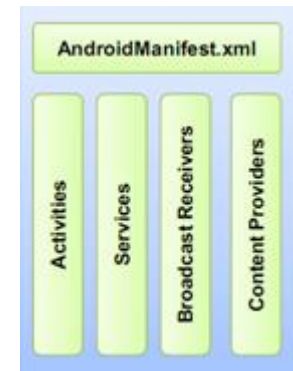 AndroidManifest.xml
Activities
Services
Broadcast Receivers
Content Providers